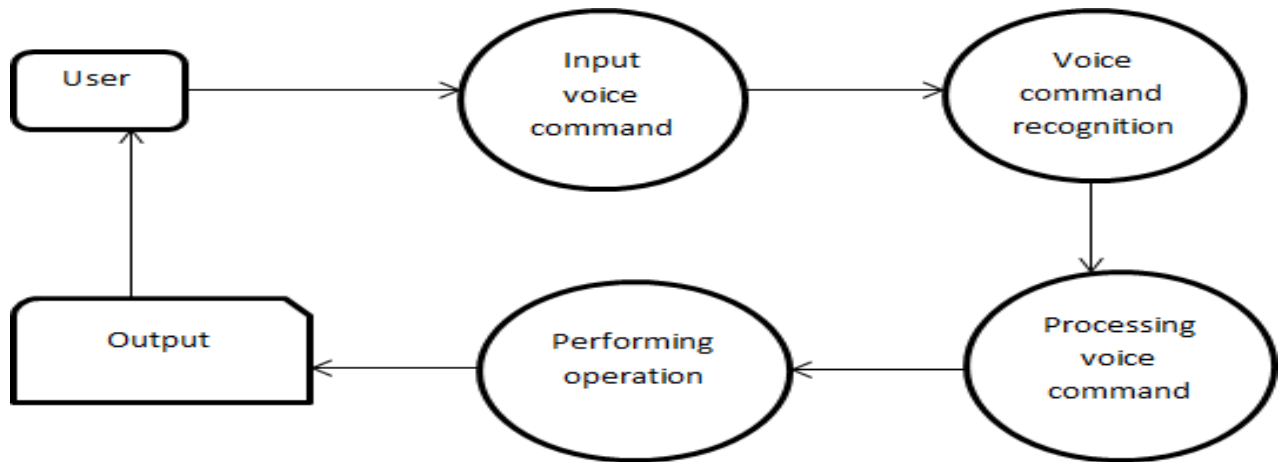 User
Input
voice
command
Voice
command
recognition
Processing
voice
command
Performing
operation
Output